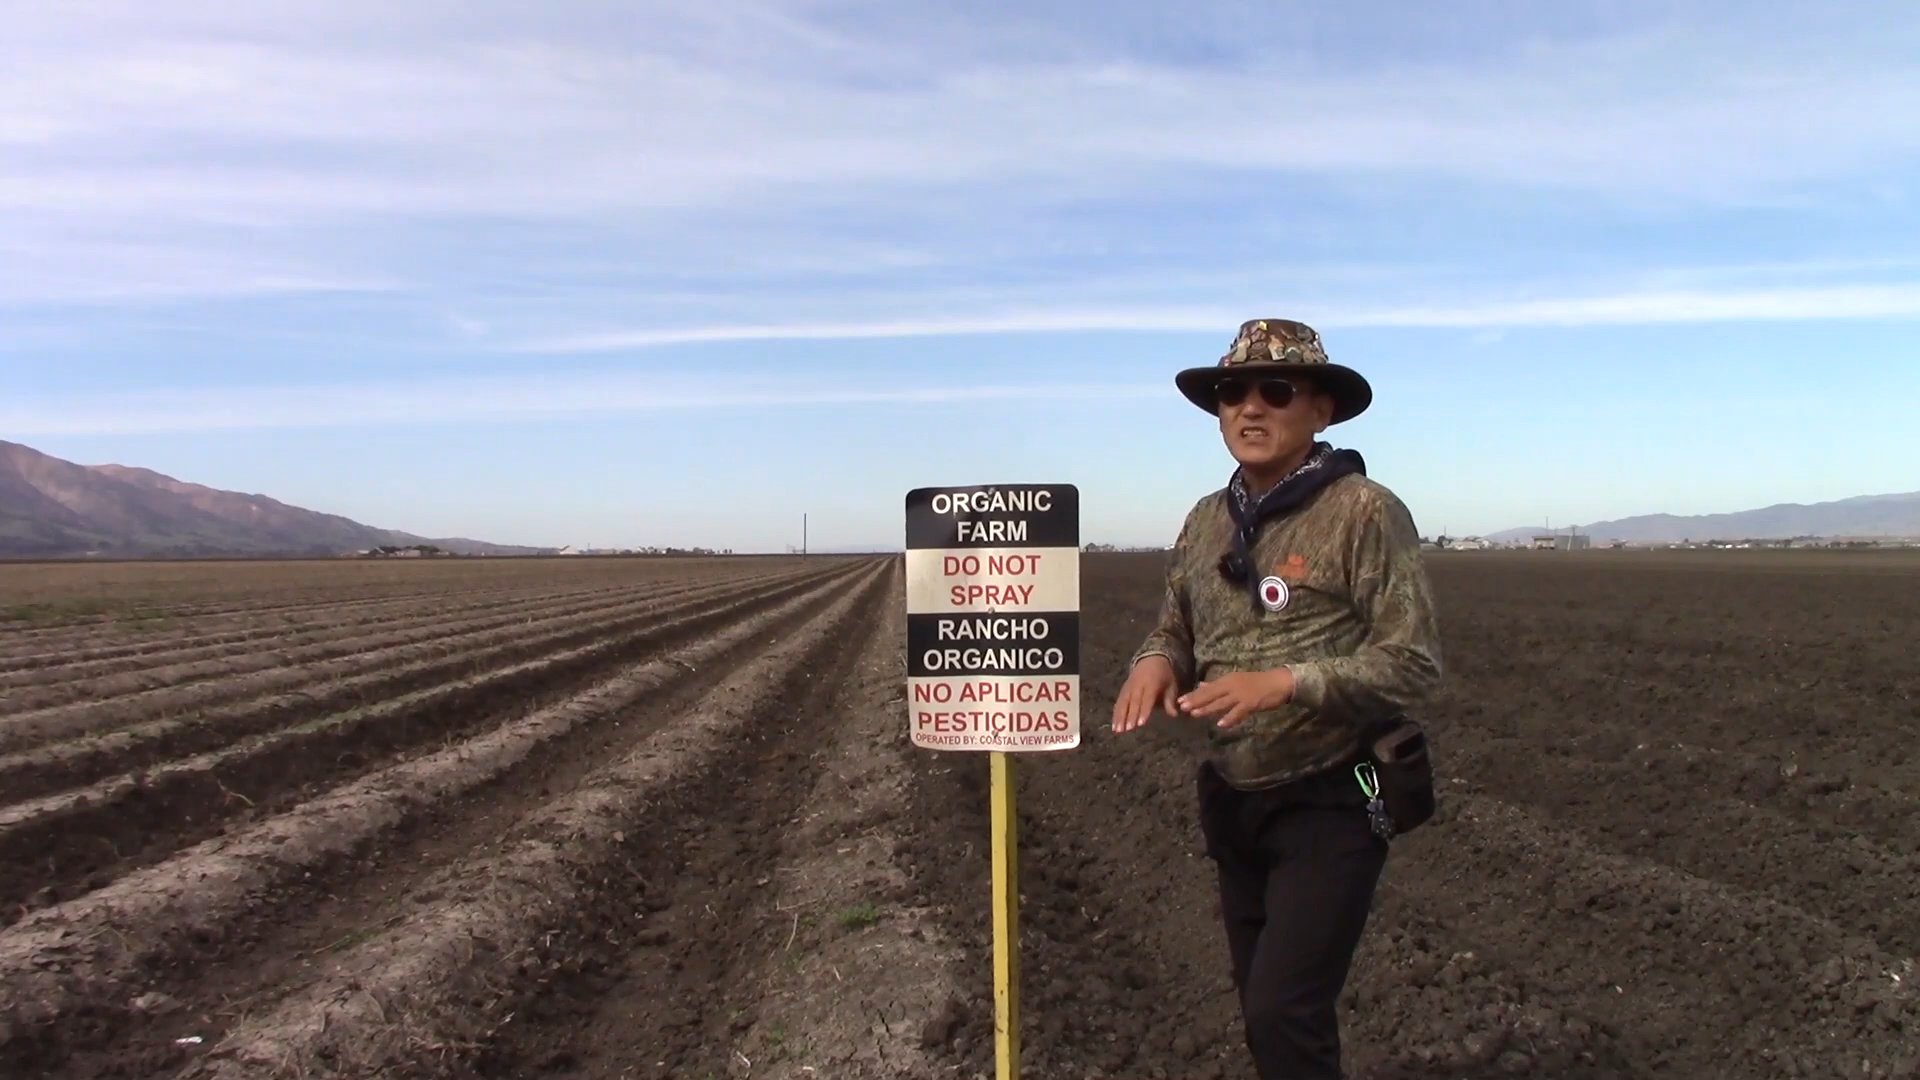 ORGANIC
FARM
DO NOT
SPRAY
RANCHO
ORGANICO
NO APLICAR
PESTICIDAS
OPERATED BY: COASTAL VIEW FARMS